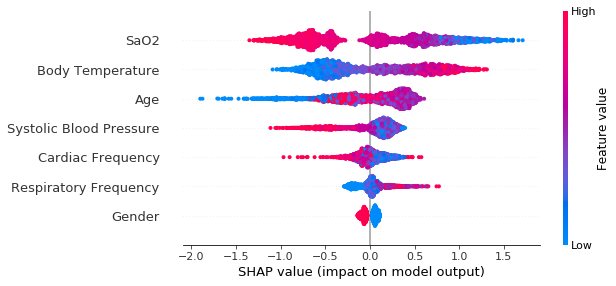 High
SaO2
Body Temperature
Age
Systolic Blood Pressure
Cardiac Frequency
Respiratory Frequency
Gender
Feature value
Low
−2.0 −1.5 −1.0 −0.5 0.0 0.5 1.0 1.5
SHAP value (impact on model output)